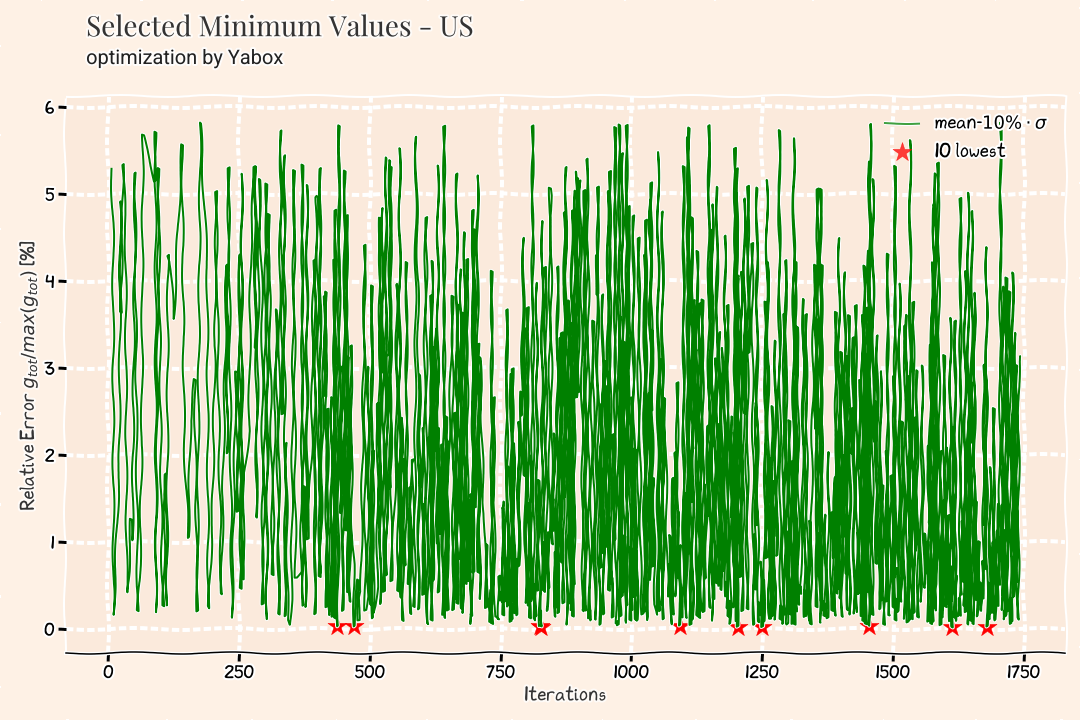 Selected Minimum Values - US
optimization by Yabox
Relative Error g_tot/max(g_tot) [%]
6
5
4
3
2
1
0
mean-10% · σ
10 lowest
0 250 500 750 1000 1250 1500 1750
Iterations